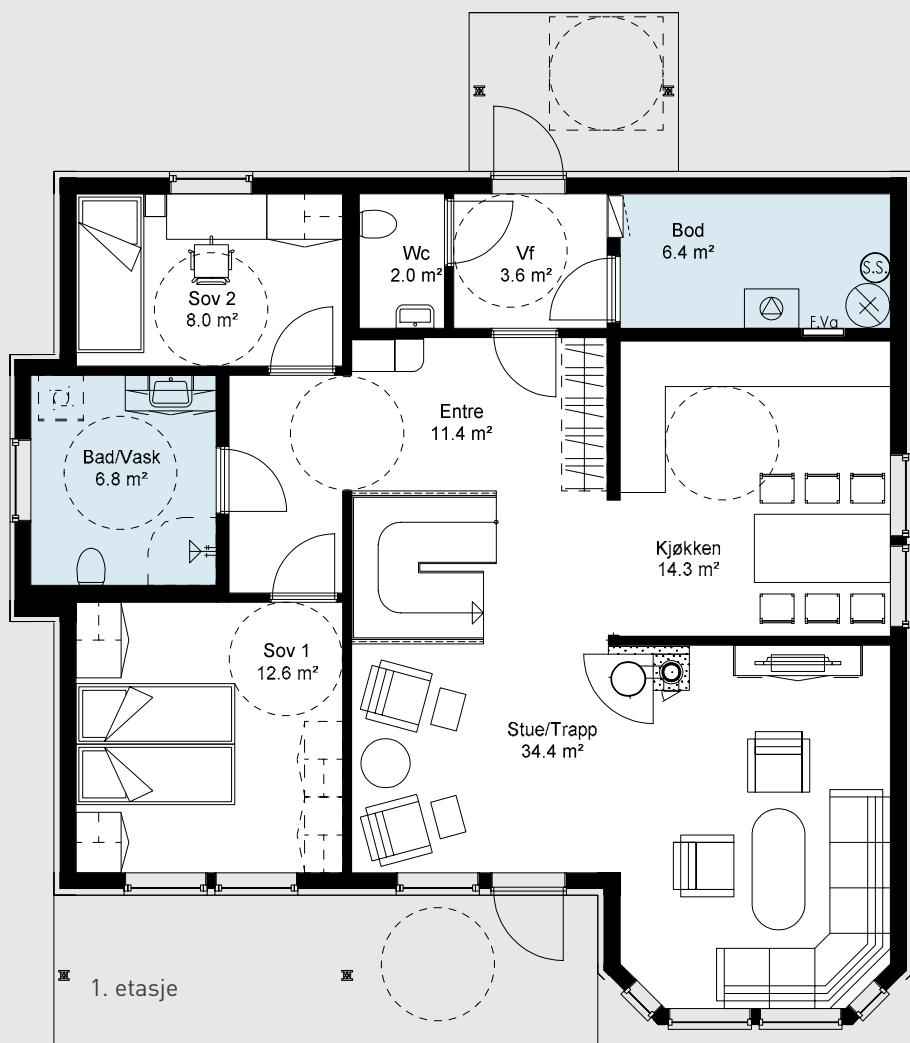 Bod
6.4 m²
Wc
2.0 m²
Vf
3.6 m²
S.S.
F.Vg
Sov 2
8.0 m²
Entre
11.4 m²
Bad/Vask
6.8 m²
Kjøkken
14.3 m²
Sov 1
12.6 m²
Stue/Trapp
34.4 m²
1. etasje